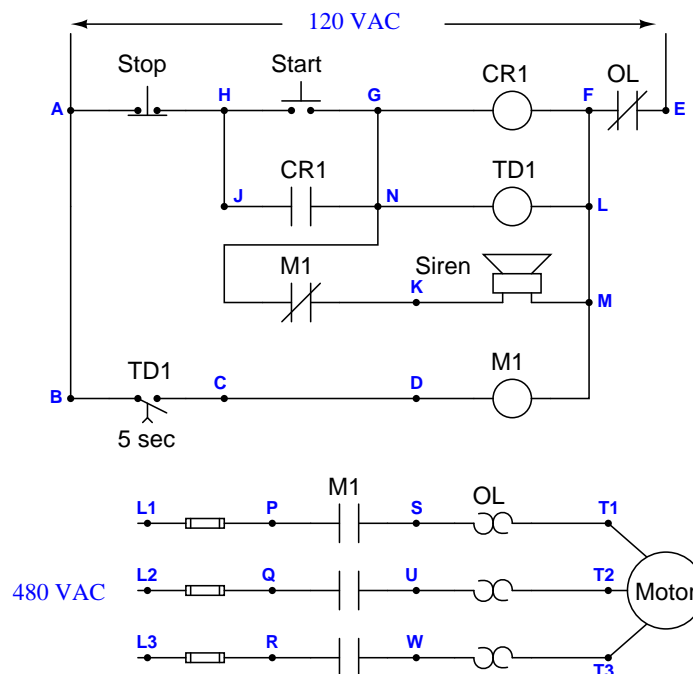 120 VAC
Stop Start CR1 OL
A H G F E
CR1 TD1
J N L
M1 Siren
K M
TD1 M1
B C D
5 sec
M1 OL
L1 P S T1
480 VAC L2 Q U T2 Motor
L3 R W T3